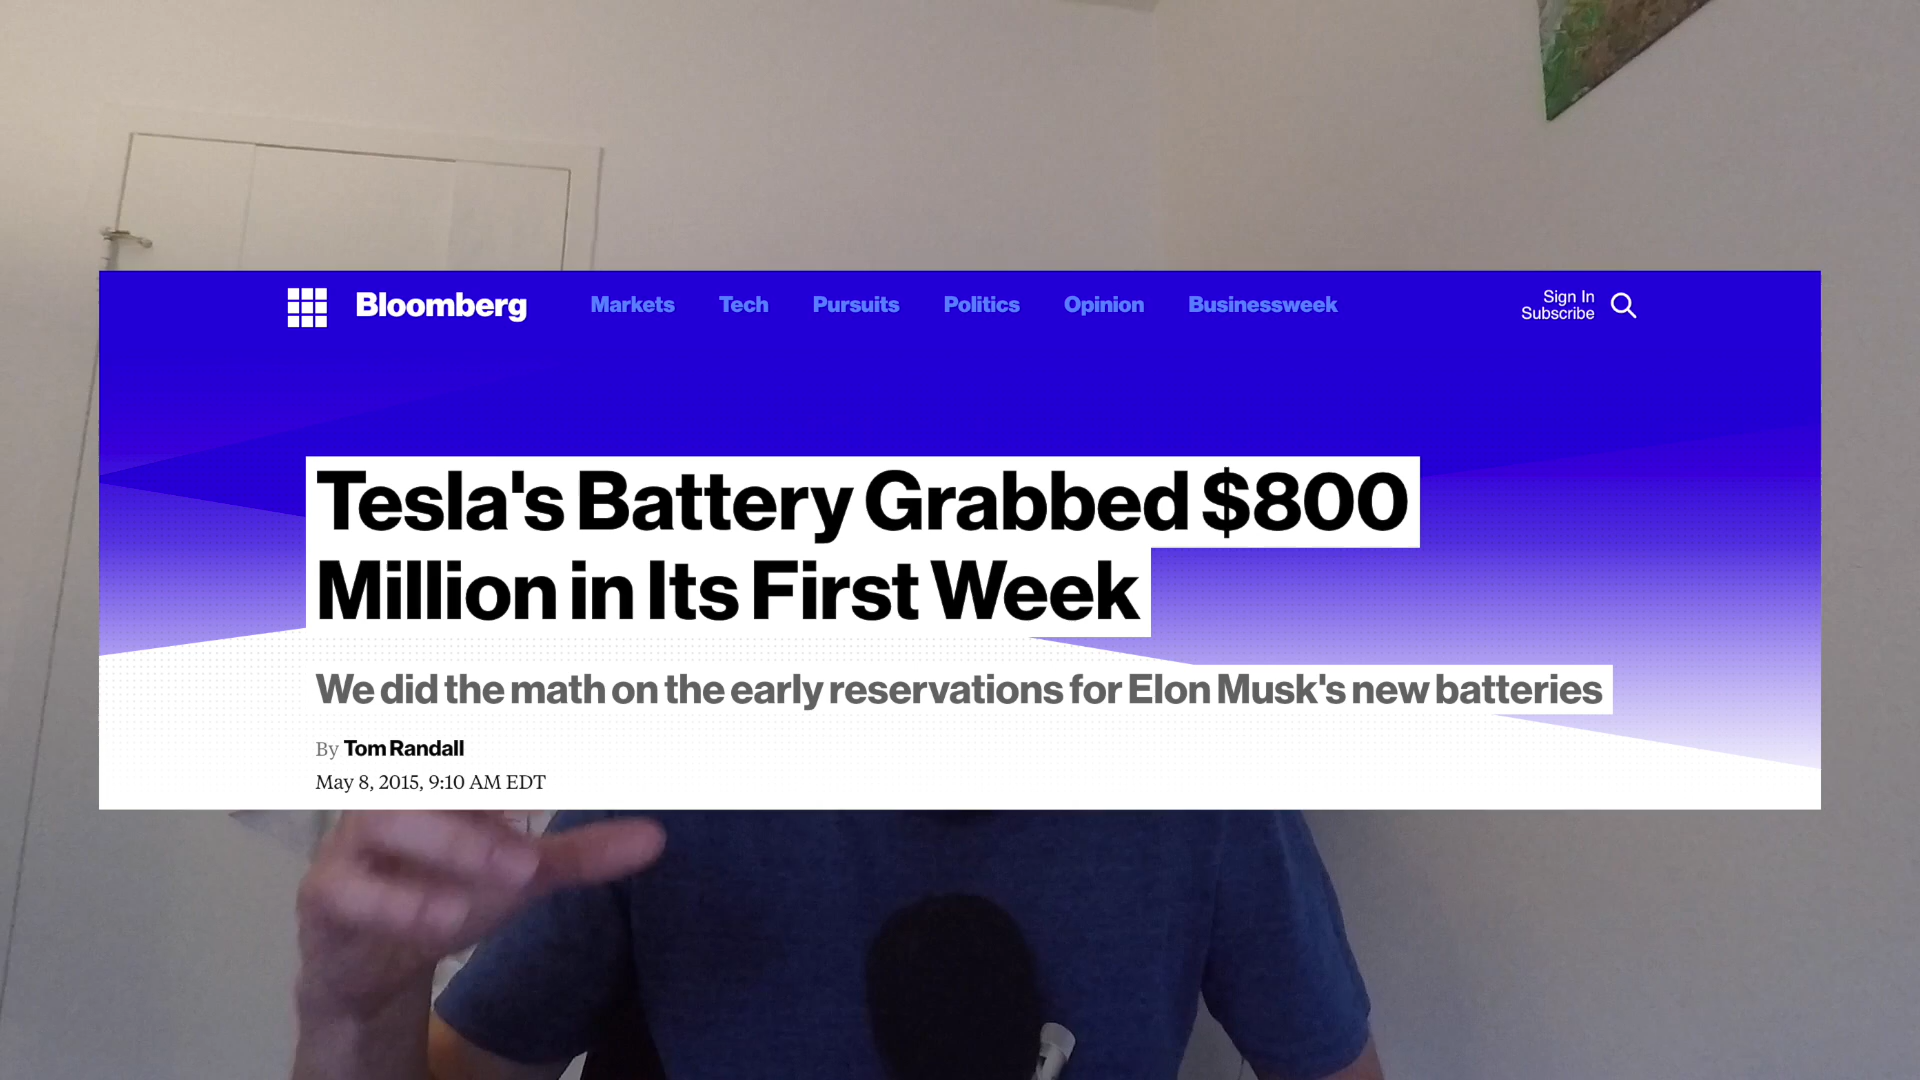 Bloomberg Markets Tech Pursuits Politics Opinion Businessweek Sign In
Subscribe
Tesla's Battery Grabbed $800
Million in Its First Week
We did the math on the early reservations for Elon Musk's new batteries
By Tom Randall
May 8, 2015, 9:10 AM EDT